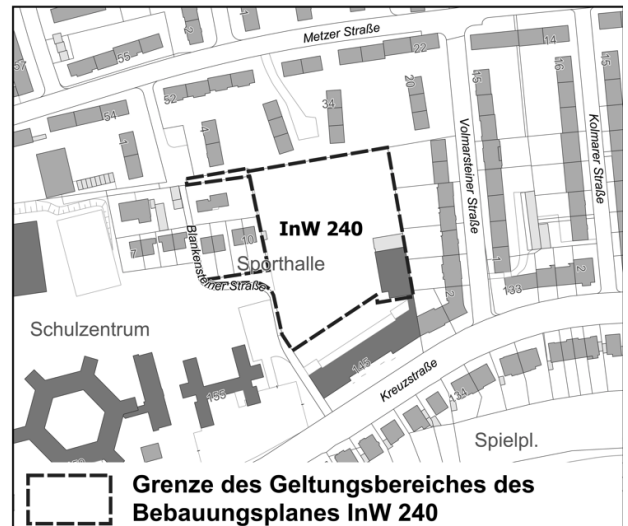 Metzer Straße
57
55
22
14
15
52
34
20
15
16
54
1
4
Volmarsteiner Straße
Kolmarer Straße
InW 240
Blankensteiner Straße
7
10
Sporthalle
1
1
2
133
2
Schulzentrum
145
Kreuzstraße
155
134
Spielpl.
Grenze des Geltungsbereiches des
Bebauungsplanes InW 240